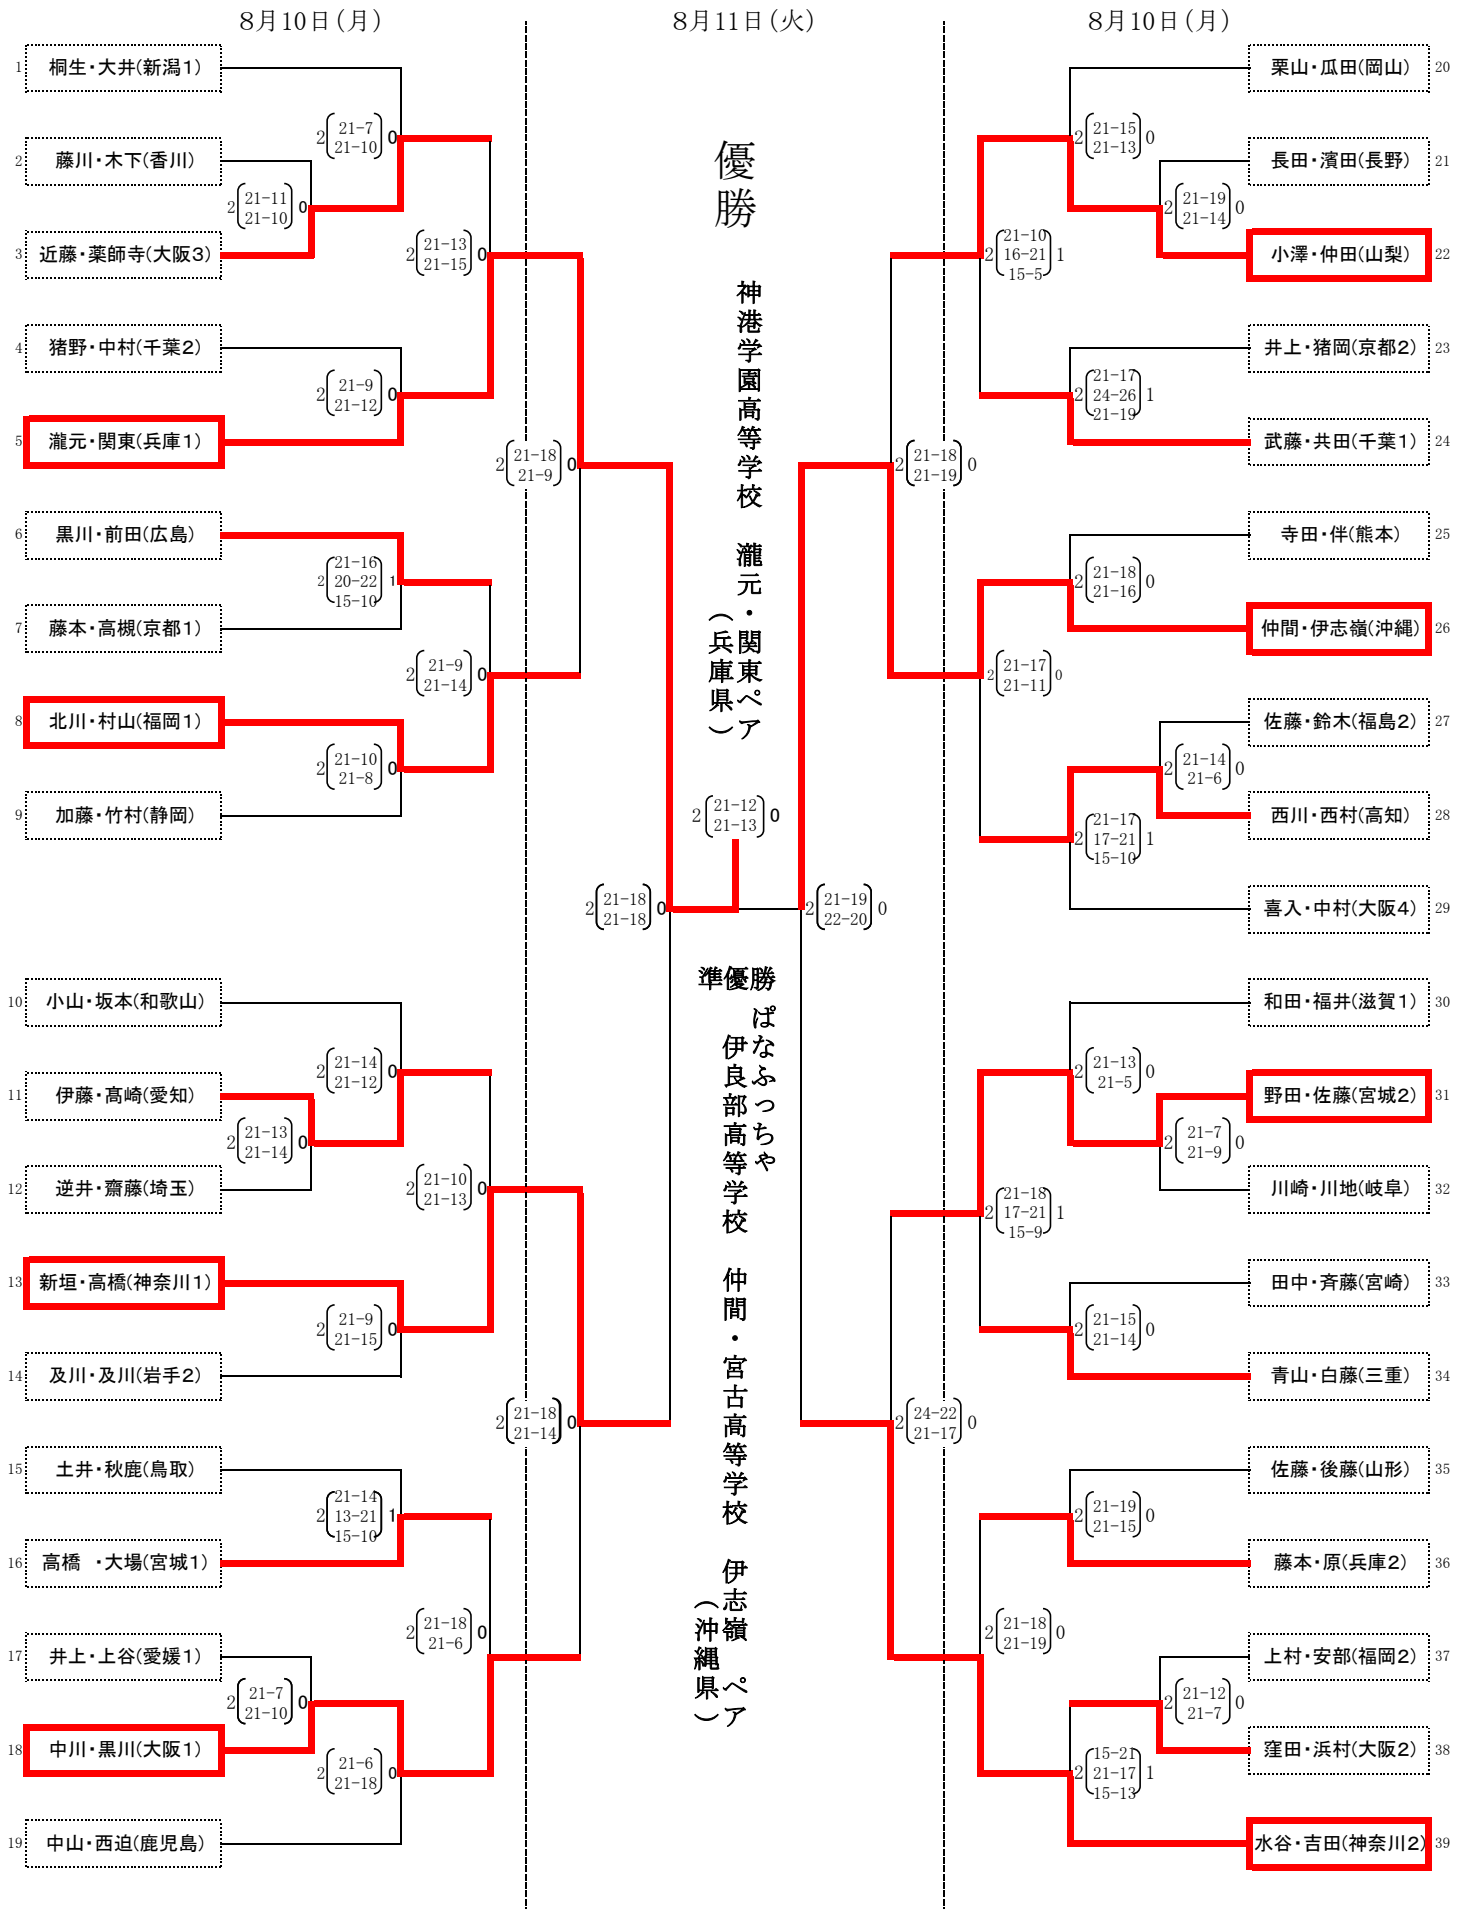 8月10日(月)
8月11日(火)
8月10日(月)
1 桐生・大井(新潟1)
2 藤川・木下(香川)
3 近藤・薬師寺(大阪3)
4 猪野・中村(千葉2)
5 瀧元・関東(兵庫1)
6 黒川・前田(広島)
7 藤本・高槻(京都1)
8 北川・村山(福岡1)
9 加藤・竹村(静岡)
10 小山・坂本(和歌山)
11 伊藤・髙崎(愛知)
12 逆井・齋藤(埼玉)
13 新垣・高橋(神奈川1)
14 及川・及川(岩手2)
15 土井・秋鹿(鳥取)
16 高橋　・大場(宮城1)
17 井上・上谷(愛媛1)
18 中川・黒川(大阪1)
19 中山・西迫(鹿児島)
2 21-7 0
21-10
2 21-11 0
21-10
2 21-13 0
21-15
2 21-9 0
21-12
2 21-18 0
21-9
21-16
2 20-22 1
15-10
2 21-9 0
21-14
2 21-10 0
21-8
2 21-18 0
21-18
2 21-14 0
21-12
2 21-13 0
21-14
2 21-10 0
21-13
2 21-9 0
21-15
2 21-18 0
21-14
21-14
2 13-21 1
15-10
2 21-18 0
21-6
2 21-7 0
21-10
2 21-6 0
21-18
優勝
神港学園高等学校　瀧元・関東ペア
(兵庫県)
2 21-12 0
21-13
準優勝
ぱなふっちゃ
伊良部高等学校　仲間・宮古高等学校　伊志嶺　ペア
(沖縄県)
2 21-15 0
21-13
2 21-19 0
21-14
21-10
2 16-21 1
15-5
21-17
2 24-26 1
21-19
2 21-18 0
21-19
2 21-18 0
21-16
2 21-17 0
21-11
2 21-14 0
21-6
21-17
2 17-21 1
15-10
2 21-19 0
22-20
2 21-13 0
21-5
2 21-7 0
21-9
21-18
2 17-21 1
15-9
2 21-15 0
21-14
2 24-22 0
21-17
2 21-19 0
21-15
2 21-18 0
21-19
2 21-12 0
21-7
15-21
2 21-17 1
15-13
栗山・瓜田(岡山) 20
長田・濱田(長野) 21
小澤・仲田(山梨) 22
井上・猪岡(京都2) 23
武藤・共田(千葉1) 24
寺田・伴(熊本) 25
仲間・伊志嶺(沖縄) 26
佐藤・鈴木(福島2) 27
西川・西村(高知) 28
喜入・中村(大阪4) 29
和田・福井(滋賀1) 30
野田・佐藤(宮城2) 31
川崎・川地(岐阜) 32
田中・斉藤(宮崎) 33
青山・白藤(三重) 34
佐藤・後藤(山形) 35
藤本・原(兵庫2) 36
上村・安部(福岡2) 37
窪田・浜村(大阪2) 38
水谷・吉田(神奈川2) 39